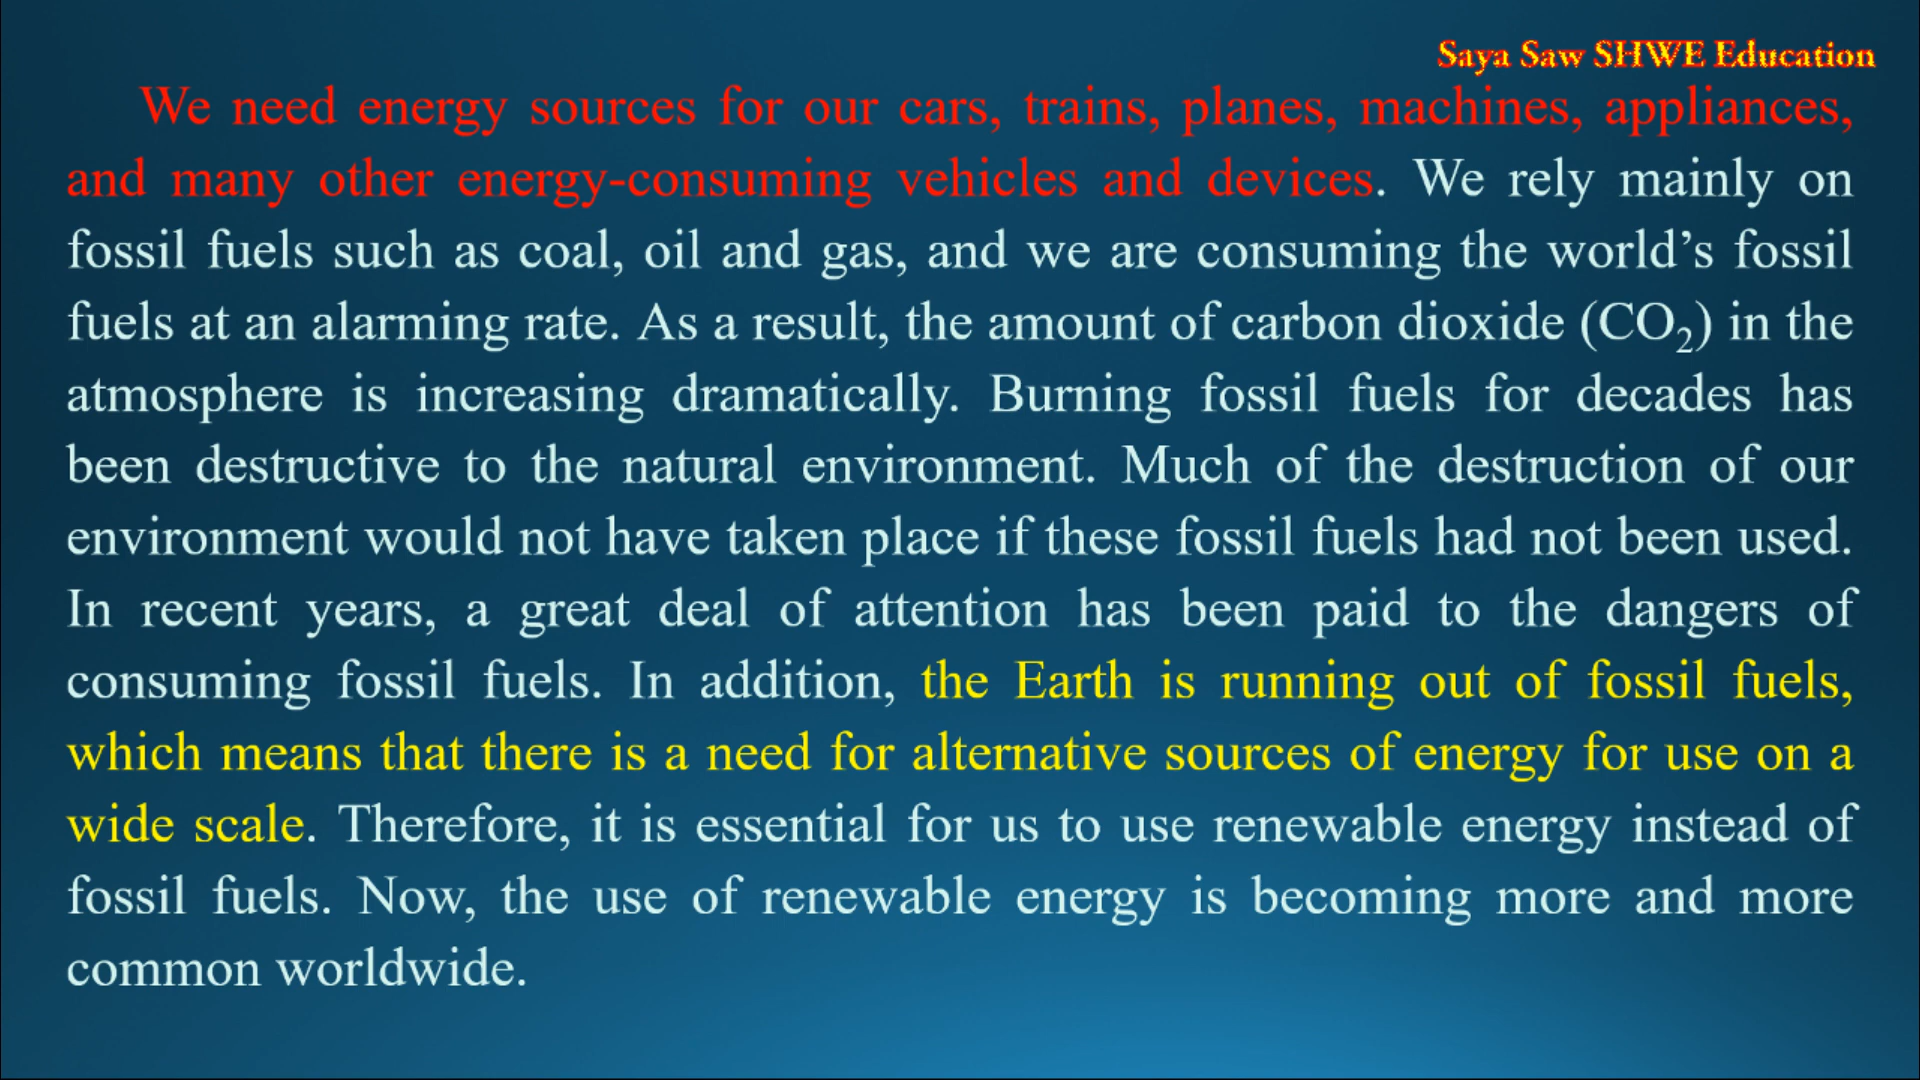 Saya Saw SHWE Education
We need energy sources for our cars, trains, planes, machines, appliances,
and many other energy-consuming vehicles and devices. We rely mainly on
fossil fuels such as coal, oil and gas, and we are consuming the world’s fossil
fuels at an alarming rate. As a result, the amount of carbon dioxide (CO₂) in the
atmosphere is increasing dramatically. Burning fossil fuels for decades has
been destructive to the natural environment. Much of the destruction of our
environment would not have taken place if these fossil fuels had not been used.
In recent years, a great deal of attention has been paid to the dangers of
consuming fossil fuels. In addition, the Earth is running out of fossil fuels,
which means that there is a need for alternative sources of energy for use on a
wide scale. Therefore, it is essential for us to use renewable energy instead of
fossil fuels. Now, the use of renewable energy is becoming more and more
common worldwide.